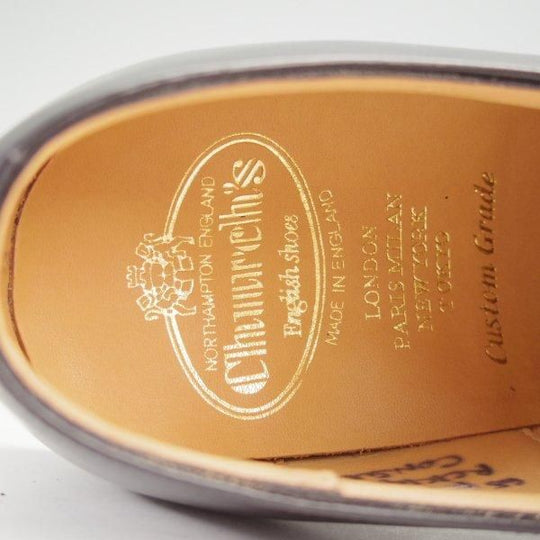 NORTHAMPTON ENGLAND
Church's
English shoes
MADE IN ENGLAND
LONDON
PARIS MILAN
NEW YORK
TOKYO
Custom Grade